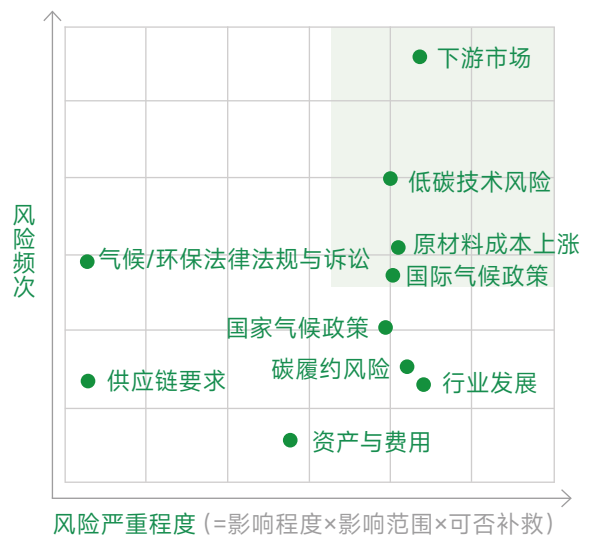 下游市场
低碳技术风险
原材料成本上涨
气候/环保法律法规与诉讼
国际气候政策
国家气候政策
碳履约风险
供应链要求
行业发展
资产与费用
风险频次
风险严重程度 (=影响程度×影响范围×可否补救)